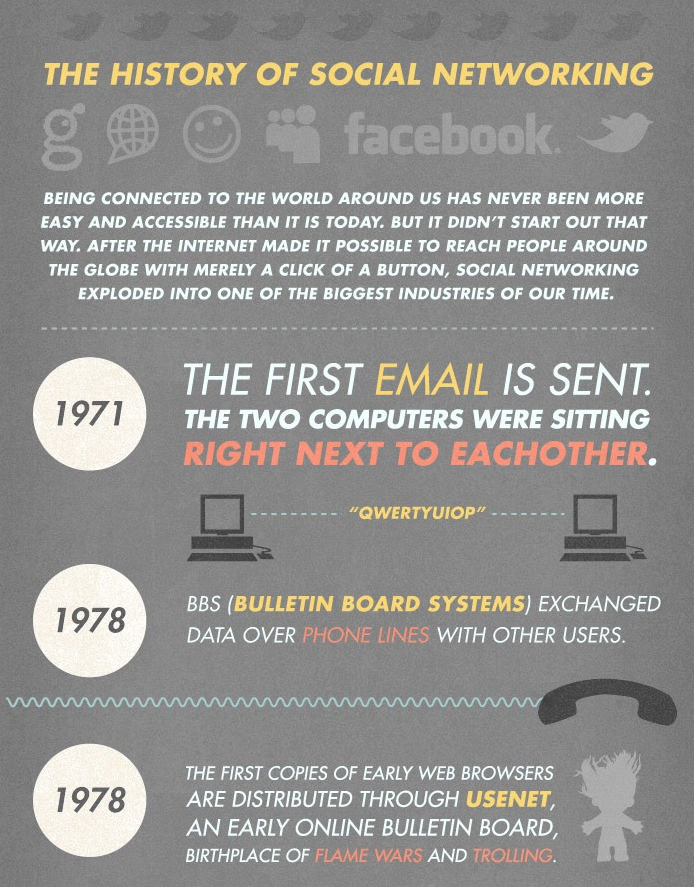 THE HISTORY OF SOCIAL NETWORKING
g facebook.
BEING CONNECTED TO THE WORLD AROUND US HAS NEVER BEEN MORE
EASY AND ACCESSIBLE THAN IT IS TODAY. BUT IT DIDN'T START OUT THAT
WAY. AFTER THE INTERNET MADE IT POSSIBLE TO REACH PEOPLE AROUND
THE GLOBE WITH MERELY A CLICK OF A BUTTON, SOCIAL NETWORKING
EXPLODED INTO ONE OF THE BIGGEST INDUSTRIES OF OUR TIME.
1971
THE FIRST EMAIL IS SENT.
THE TWO COMPUTERS WERE SITTING
RIGHT NEXT TO EACHOTHER.
“QWERTYUIOP”
1978
BBS (BULLETIN BOARD SYSTEMS) EXCHANGED
DATA OVER PHONE LINES WITH OTHER USERS.
1978
THE FIRST COPIES OF EARLY WEB BROWSERS
ARE DISTRIBUTED THROUGH USENET,
AN EARLY ONLINE BULLETIN BOARD,
BIRTHPLACE OF FLAME WARS AND TROLLING.